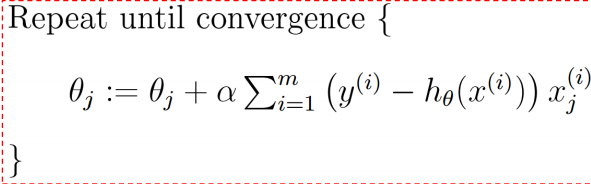 Repeat until convergence {
θ_j := θ_j + α ∑_{i=1}^{m} (y^{(i)} − h_θ(x^{(i)})) x_j^{(i)}
}